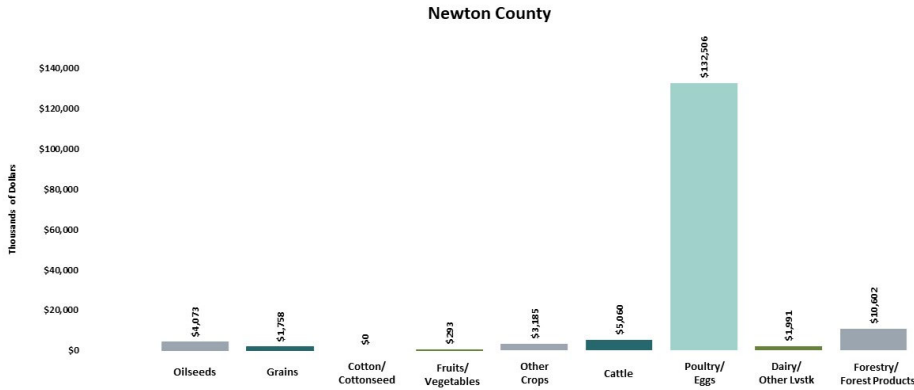 Newton County
Thousands of Dollars
$140,000
$120,000
$100,000
$80,000
$60,000
$40,000
$20,000
$0
$4,073
$1,758
$0
$293
$3,185
$5,060
$132,506
$1,991
$10,602
Oilseeds
Grains
Cotton/
Cottonseed
Fruits/
Vegetables
Other
Crops
Cattle
Poultry/
Eggs
Dairy/
Other Lvstk
Forestry/
Forest Products